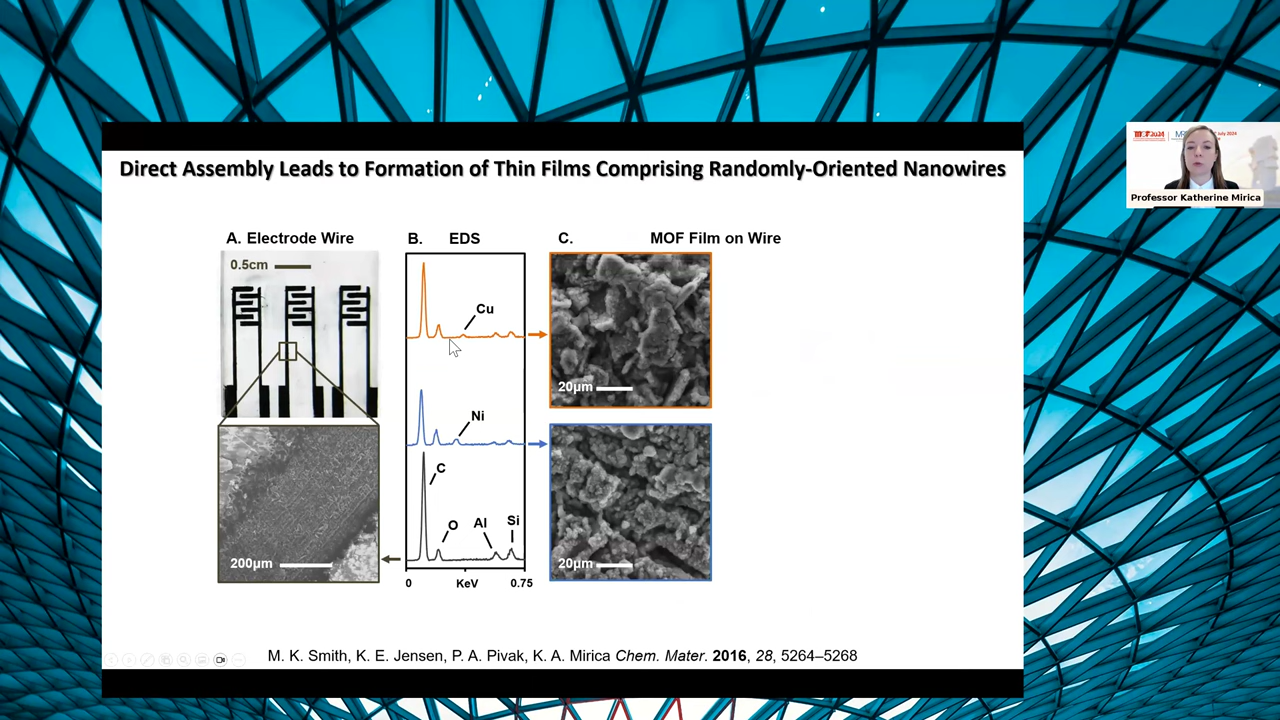 Direct Assembly Leads to Formation of Thin Films Comprising Randomly-Oriented Nanowires
A. Electrode Wire
B. EDS
C. MOF Film on Wire
0.5cm
Cu
20µm
Ni
C
O
Al
Si
200µm
20µm
0
KeV
0.75
M. K. Smith, K. E. Jensen, P. A. Pivak, K. A. Mirica Chem. Mater. 2016, 28, 5264–5268
July 2024
Professor Katherine Mirica